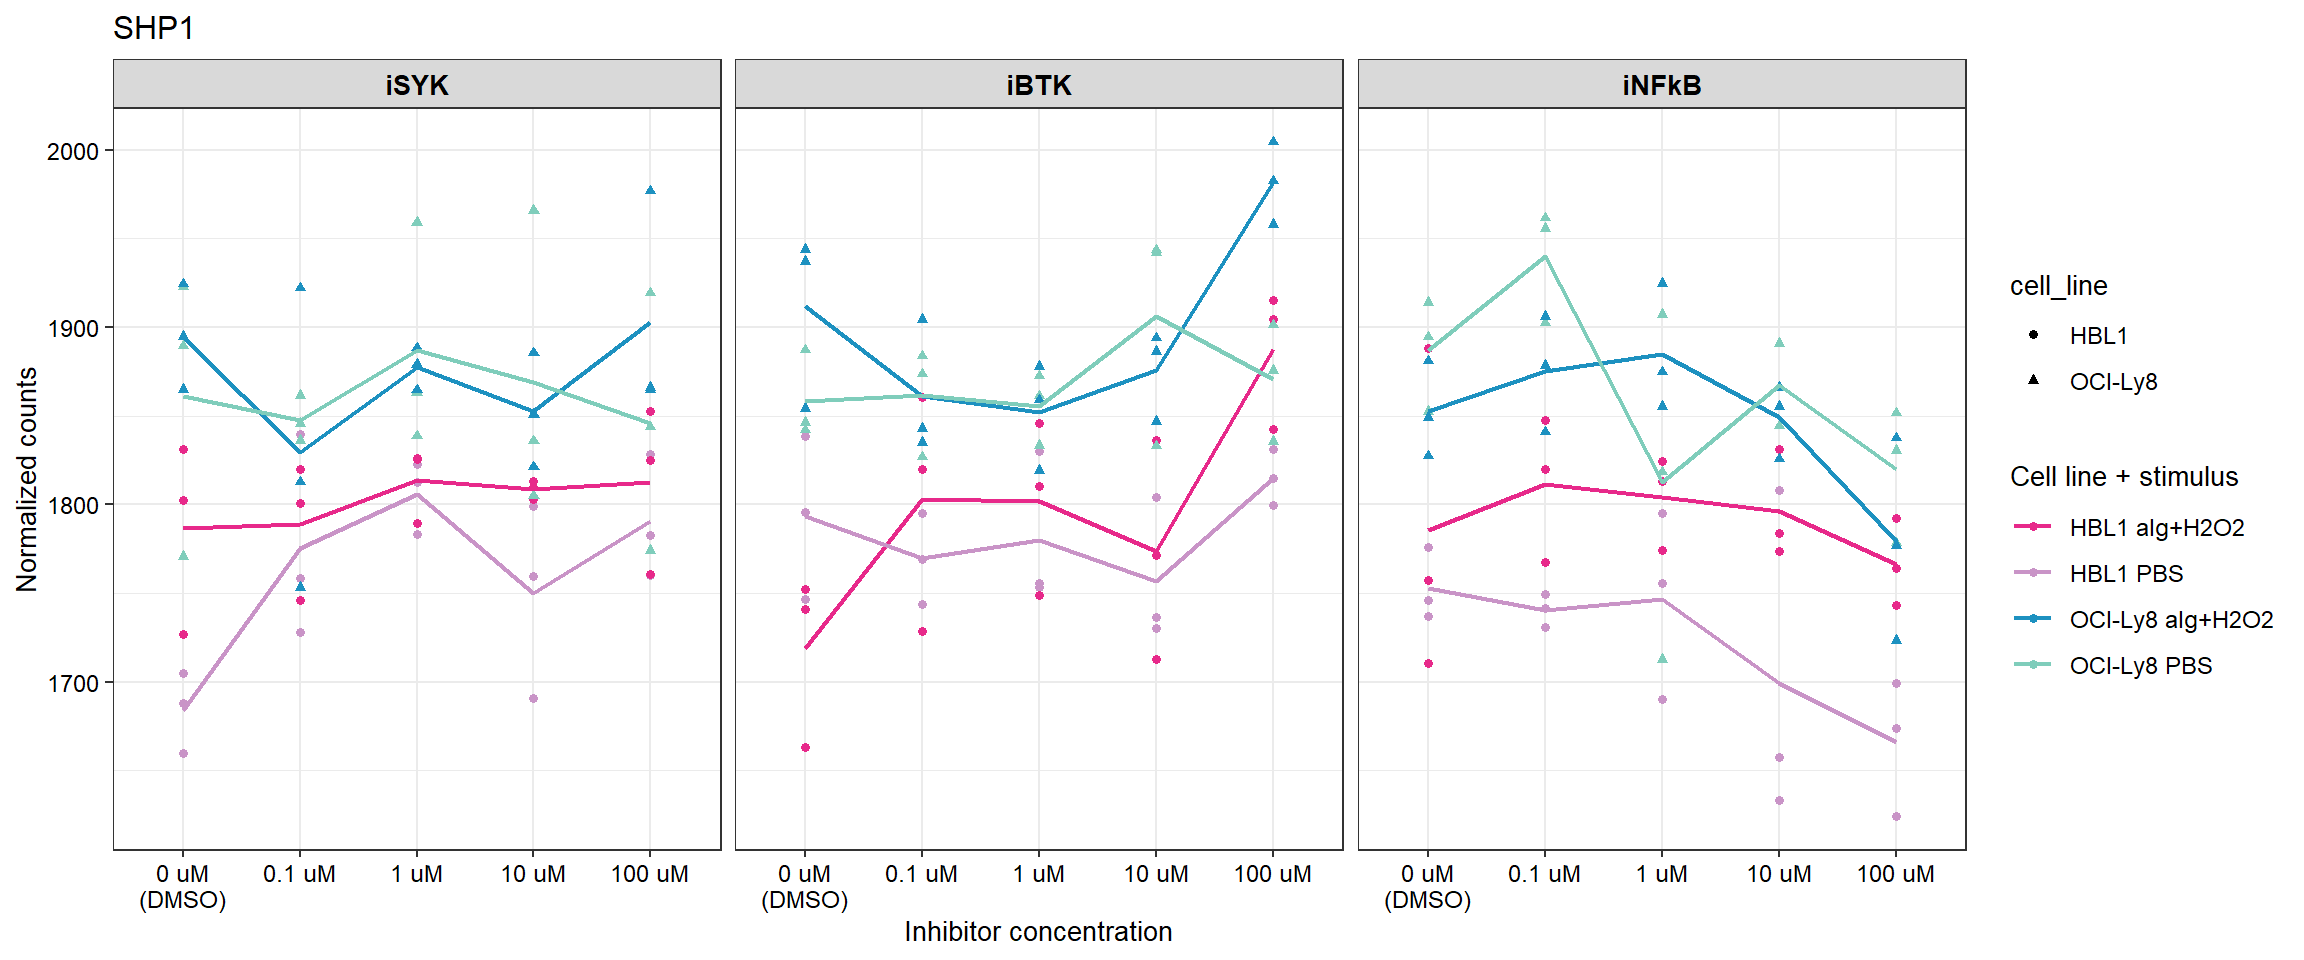 SHP1
iSYK
iBTK
iNFkB
2000
1900
1800
1700
Normalized counts
0 uM
(DMSO)
0.1 uM
1 uM
10 uM
100 uM
0 uM
(DMSO)
0.1 uM
1 uM
10 uM
100 uM
0 uM
(DMSO)
0.1 uM
1 uM
10 uM
100 uM
Inhibitor concentration
cell_line
HBL1
OCI-Ly8
Cell line + stimulus
HBL1 aIg+H2O2
HBL1 PBS
OCI-Ly8 aIg+H2O2
OCI-Ly8 PBS